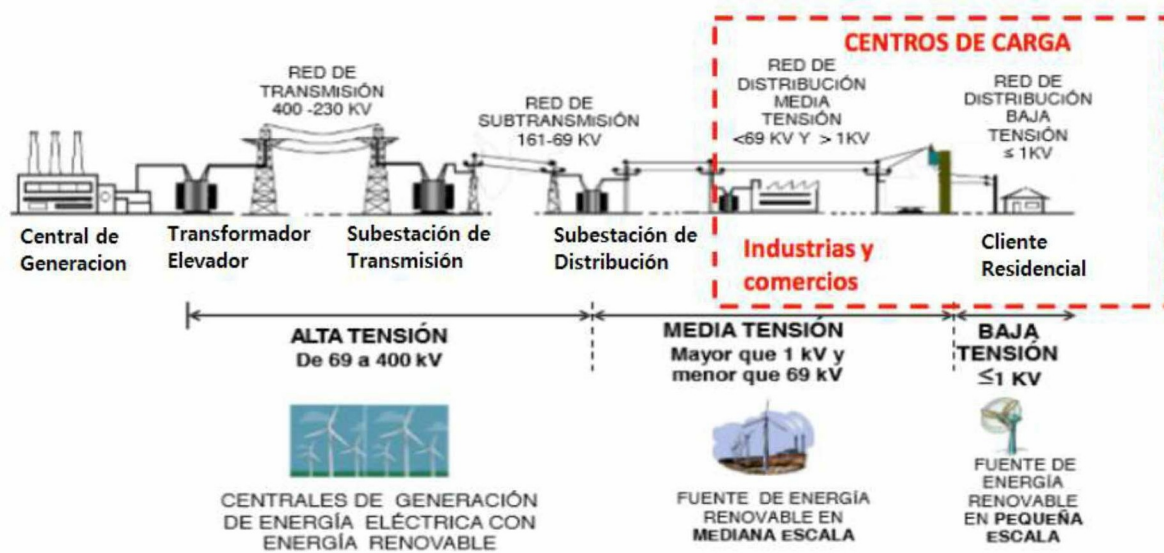 CENTROS DE CARGA
RED DE
TRANSMISIÓN
400 -230 KV
RED DE
SUBTRANSMISIÓN
161-69 KV
RED DE
DISTRIBUCIÓN
MEDIA
TENSIÓN
<69 KV Y > 1KV
RED DE
DISTRIBUCIÓN
BAJA
TENSIÓN
≤ 1KV
Central de
Generacion
Transformador
Elevador
Subestación de
Transmisión
Subestación de
Distribución
Industrias y
comercios
Cliente
Residencial
ALTA TENSIÓN
De 69 a 400 kV
MEDIA TENSIÓN
Mayor que 1 kV y
menor que 69 kV
BAJA
TENSIÓN
≤1 KV
CENTRALES DE GENERACIÓN
DE ENERGÍA ELÉCTRICA CON
ENERGÍA RENOVABLE
FUENTE DE ENERGÍA
RENOVABLE EN
MEDIANA ESCALA
FUENTE DE
ENERGÍA
RENOVABLE
EN PEQUEÑA
ESCALA